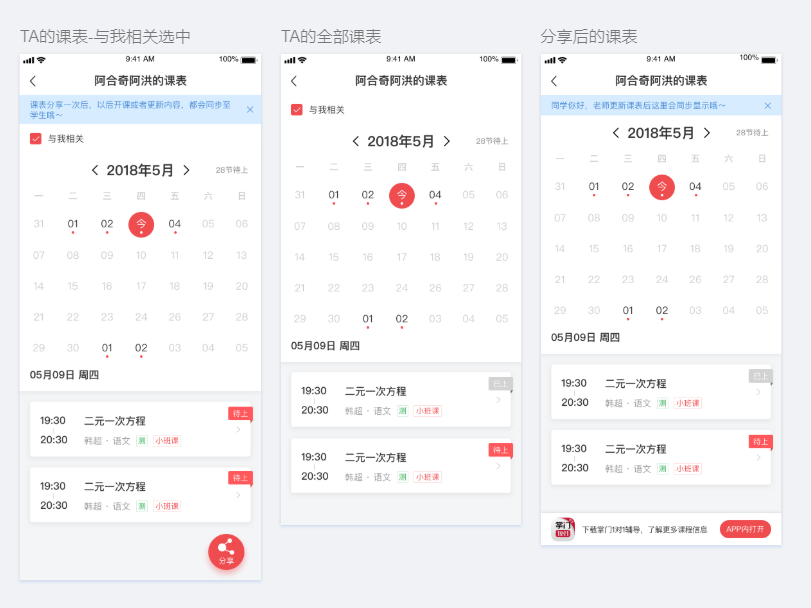 TA的课表-与我相关选中
9:41 AM
100%
阿合奇阿洪的课表
课表分享一次后，以后开课或者更新内容，都会同步至
学生哦～
与我相关
2018年5月
28节待上
一 二 三 四 五 六 日
31 01 02 今 04 05 06
07 08 09 10 11 12 13
14 15 16 17 18 19 20
21 22 23 24 25 26 27 28
29 30 01 02 03 04 05
05月09日 周四
待上
19:30 二元一次方程
20:30 韩超 · 语文 测 小班课
待上
19:30 二元一次方程
20:30 韩超 · 语文 测 小班课
分享
TA的全部课表
9:41 AM
100%
阿合奇阿洪的课表
与我相关
2018年5月
28节待上
一 二 三 四 五 六 日
31 01 02 今 04 05 06
07 08 09 10 11 12 13
14 15 16 17 18 19 20
21 22 23 24 26 27 28
29 30 01 02 03 04 05
05月09日 周四
已上
19:30 二元一次方程
20:30 韩超 · 语文 测 小班课
待上
19:30 二元一次方程
20:30 韩超 · 语文 测 小班课
分享后的课表
9:41 AM
100%
阿合奇阿洪的课表
同学你好，老师更新课表后这里会同步显示哦～
2018年5月
28节待上
一 二 三 四 五 六 日
31 01 02 今 04 05 06
07 08 09 10 11 12 13
14 15 16 17 18 19 20
21 22 23 24 26 27 28
29 30 01 02 03 04 05
05月09日 周四
已上
19:30 二元一次方程
20:30 韩超 · 语文 测 小班课
待上
19:30 二元一次方程
20:30 韩超 · 语文 测 小班课
掌门
1对1
下载掌门1对1辅导，了解更多课程信息
APP内打开